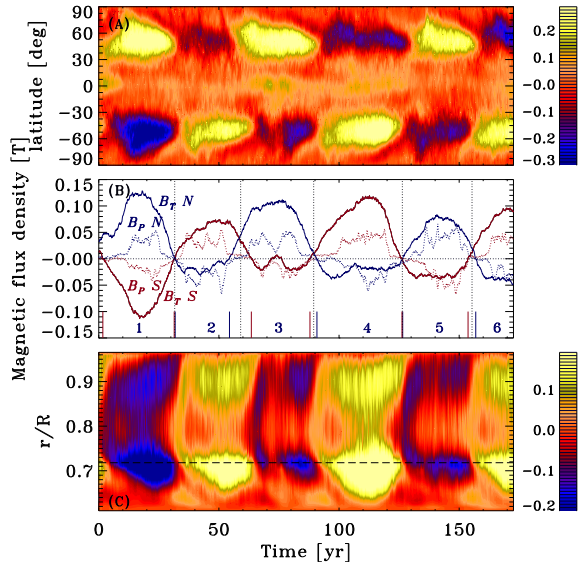 (A)
latitude [deg]
90
60
30
0
−30
−60
−90
0.2
0.1
−0.0
−0.1
−0.2
−0.3
Magnetic flux density [T]
(B)
0.15
0.10
0.05
−0.00
−0.05
−0.10
−0.15
B_T N
B_P N
B_P S
B_T S
1 2 3 4 5 6
r/R
0.9
0.8
0.7
(C)
0.1
0.0
−0.1
−0.2
0 50 100 150
Time [yr]